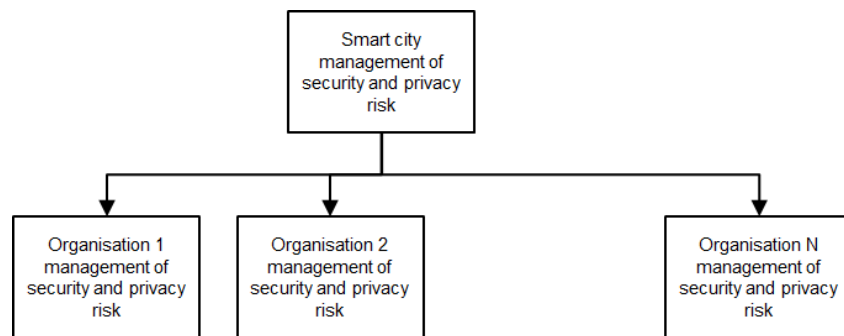 Smart city
management of
security and privacy
risk
Organisation 1
management of
security and privacy
risk
Organisation 2
management of
security and privacy
risk
Organisation N
management of
security and privacy
risk